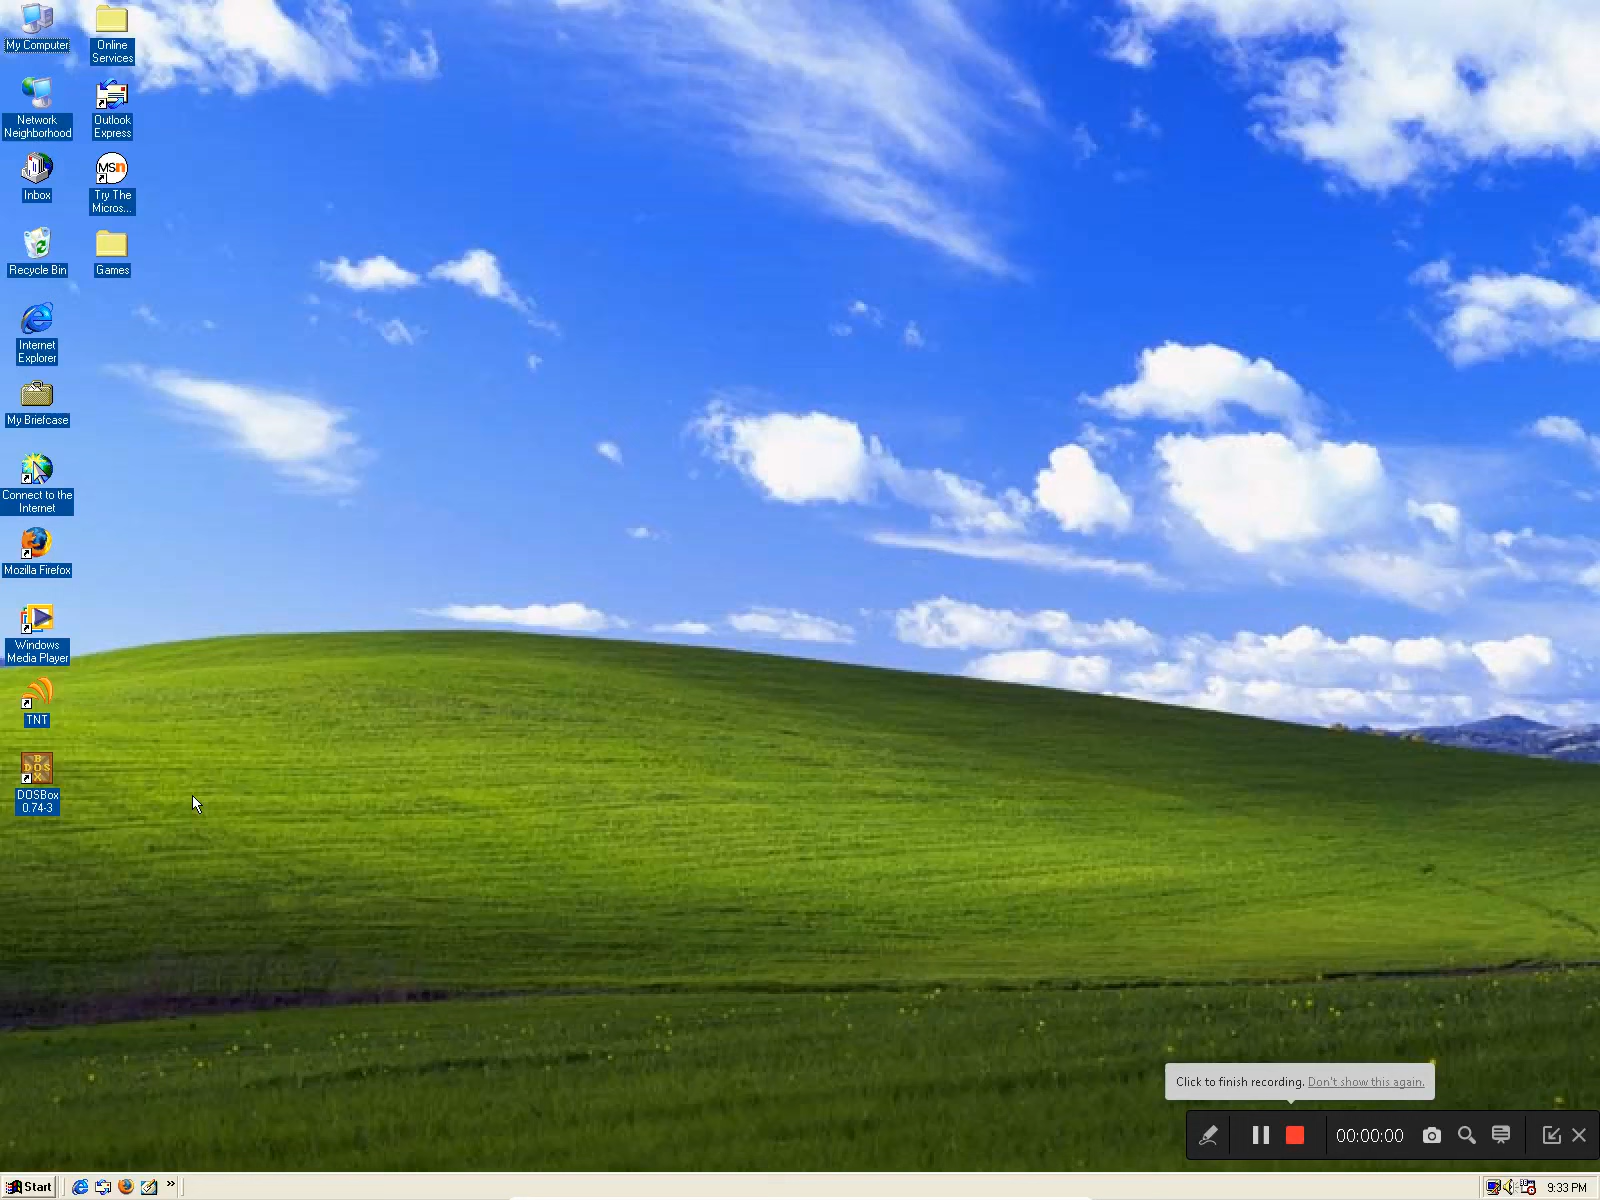 My Computer
Online
Services
Network
Neighborhood
Outlook
Express
Inbox
MSn
Try The
Micros...
Recycle Bin
Games
Internet
Explorer
My Briefcase
Connect to the
Internet
Mozilla Firefox
Windows
Media Player
TNT
DOSBox
0.74-3
Click to finish recording. Don't show this again.
00:00:00
Start
»
9:33 PM